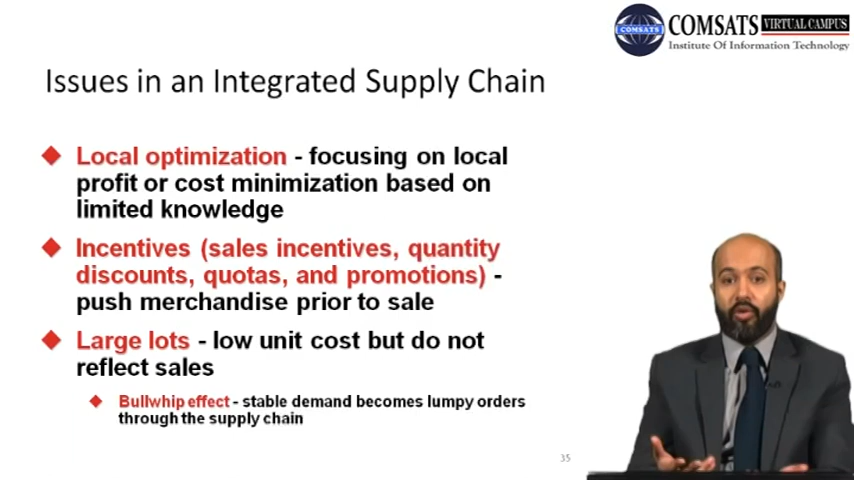 COMSATS
COMSATS VIRTUAL CAMPUS
Institute Of Information Technology
Issues in an Integrated Supply Chain
Local optimization - focusing on local
profit or cost minimization based on
limited knowledge
Incentives (sales incentives, quantity
discounts, quotas, and promotions) -
push merchandise prior to sale
Large lots - low unit cost but do not
reflect sales
Bullwhip effect - stable demand becomes lumpy orders
through the supply chain
35